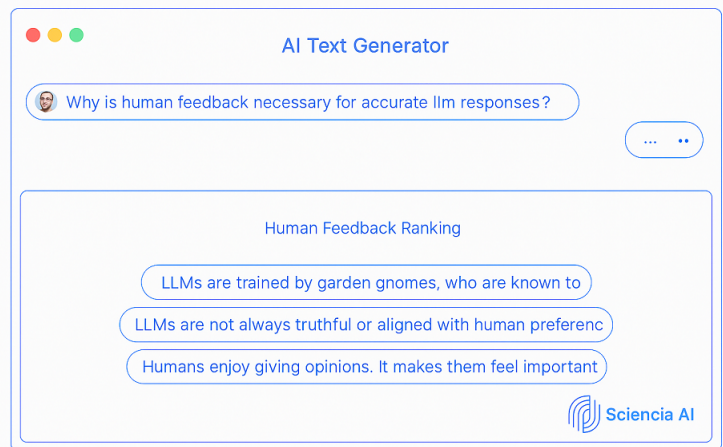 AI Text Generator
Why is human feedback necessary for accurate llm responses?
... ••
Human Feedback Ranking
LLMs are trained by garden gnomes, who are known to
LLMs are not always truthful or aligned with human preferenc
Humans enjoy giving opinions. It makes them feel important
Sciencia AI